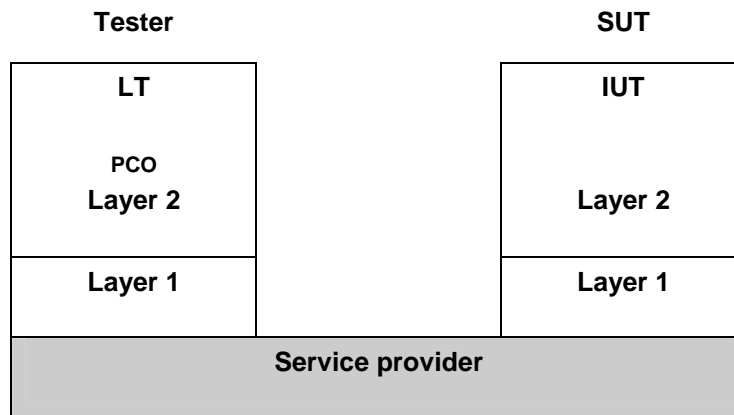 Tester
SUT
LT
IUT
PCO
Layer 2
Layer 2
Layer 1
Layer 1
Service provider